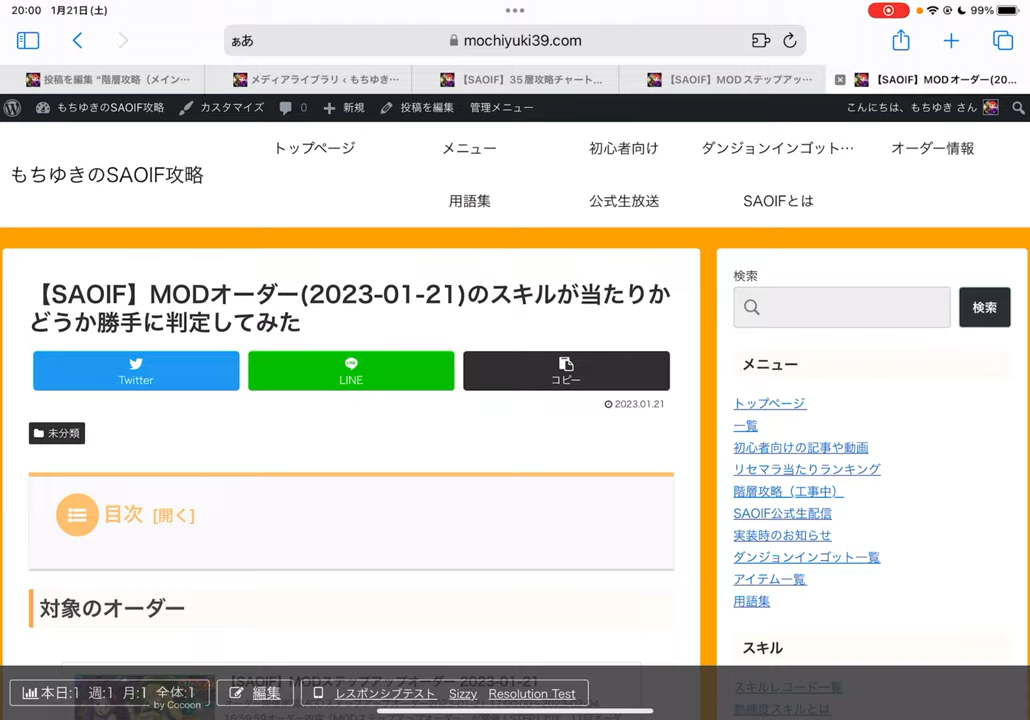 20:00 1月21日(土)
99%
ぁあ
mochiyuki39.com
投稿を編集 "階層攻略（メイン…
メディアライブラリ ‹ もちゆき…
【SAOIF】35層攻略チャート…
【SAOIF】MODステップアッ…
【SAOIF】MODオーダー(20...
もちゆきのSAOIF攻略
カスタマイズ
0
新規
投稿を編集
管理メニュー
こんにちは、もちゆき さん
もちゆきのSAOIF攻略
トップページ
メニュー
初心者向け
ダンジョンインゴット…
オーダー情報
用語集
公式生放送
SAOIFとは
【SAOIF】MODオーダー(2023-01-21)のスキルが当たりか
どうか勝手に判定してみた
Twitter
LINE
LINE
コピー
2023.01.21
未分類
目次 [開く]
対象のオーダー
【SAOIF】MODステップアップオーダー 2023-01-21
本日:1 週:1 月:1 全体:1
by Cocoon
編集
レスポンシブテスト
Sizzy
Resolution Test
検索
検索
メニュー
トップページ
一覧
初心者向けの記事や動画
リセマラ当たりランキング
階層攻略（工事中）
SAOIF公式生配信
実装時のお知らせ
ダンジョンインゴット一覧
アイテム一覧
用語集
スキル
スキルレコード一覧
熟練度スキルとは